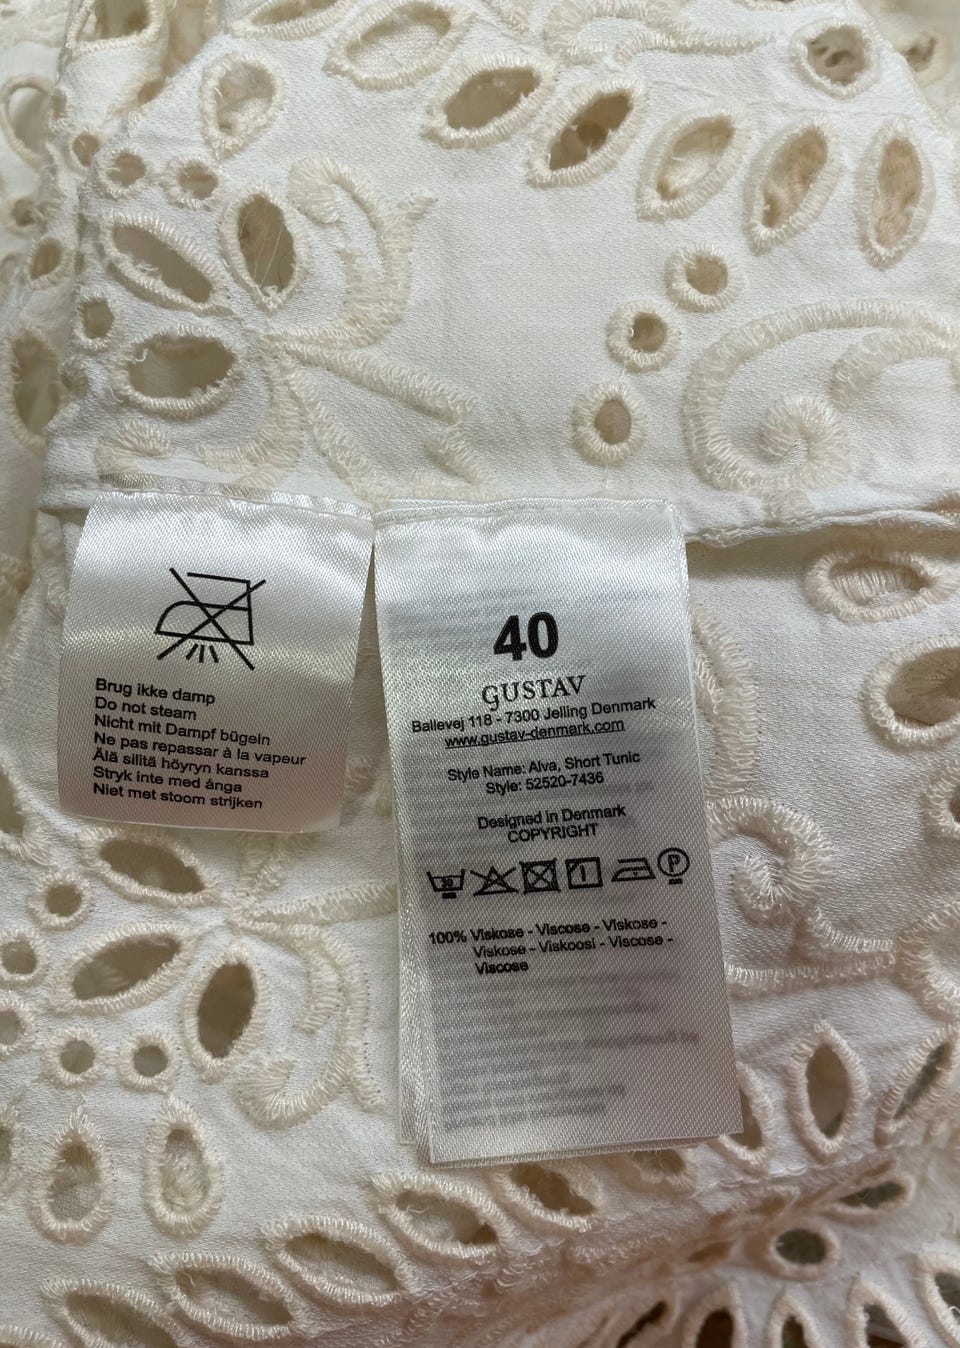 Brug ikke damp
Do not steam
Nicht mit Dampf bügeln
Ne pas repassar à la vapeur
Älä silitä höyryn kanssa
Stryk inte med ånga
Niet met stoom strijken
40
GUSTAV
Ballevej 118 - 7300 Jelling Denmark
www.gustav-denmark.com
Style Name: Alva, Short Tunic
Style: 52520-7436
Designed in Denmark
COPYRIGHT
30
P
100% Viskose - Viscose - Viskose -
Viskose - Viskoosi - Viscose -
Viscose